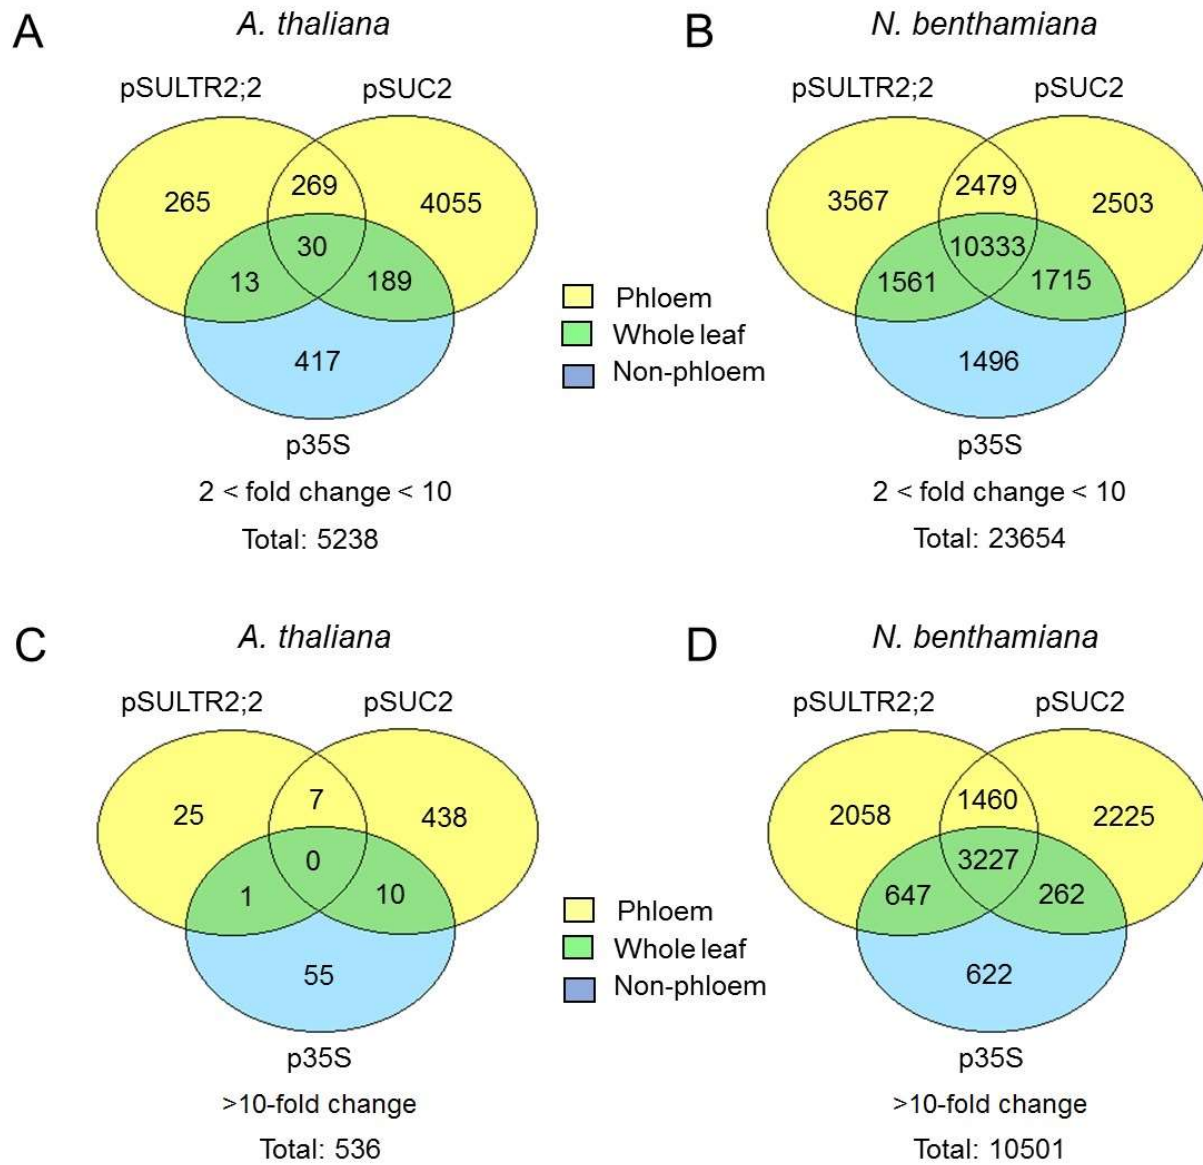 A
A. thaliana
pSULTR2;2
pSUC2
265
269
4055
30
13
189
417
p35S
2 < fold change < 10
Total: 5238
B
N. benthamiana
pSULTR2;2
pSUC2
3567
2479
2503
10333
1561
1715
1496
p35S
2 < fold change < 10
Total: 23654
Phloem
Whole leaf
Non-phloem
C
A. thaliana
pSULTR2;2
pSUC2
25
7
438
0
1
10
55
p35S
>10-fold change
Total: 536
D
N. benthamiana
pSULTR2;2
pSUC2
2058
1460
2225
3227
647
262
622
p35S
>10-fold change
Total: 10501
Phloem
Whole leaf
Non-phloem